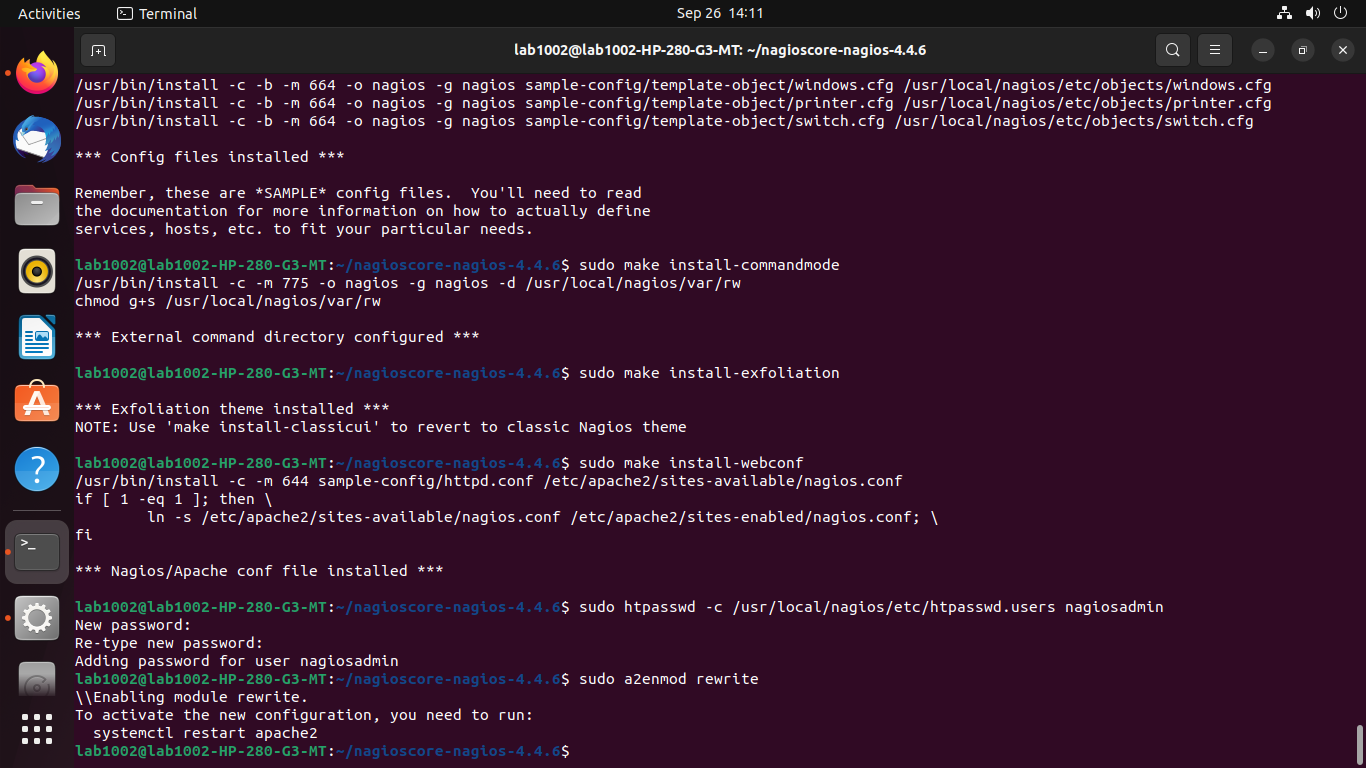 Activities
Terminal
Sep 26 14:11
lab1002@lab1002-HP-280-G3-MT: ~/nagioscore-nagios-4.4.6
/usr/bin/install -c -b -m 664 -o nagios -g nagios sample-config/template-object/windows.cfg /usr/local/nagios/etc/objects/windows.cfg
/usr/bin/install -c -b -m 664 -o nagios -g nagios sample-config/template-object/printer.cfg /usr/local/nagios/etc/objects/printer.cfg
/usr/bin/install -c -b -m 664 -o nagios -g nagios sample-config/template-object/switch.cfg /usr/local/nagios/etc/objects/switch.cfg
*** Config files installed ***
Remember, these are *SAMPLE* config files.  You'll need to read
the documentation for more information on how to actually define
services, hosts, etc. to fit your particular needs.
lab1002@lab1002-HP-280-G3-MT:~/nagioscore-nagios-4.4.6$ sudo make install-commandmode
/usr/bin/install -c -m 775 -o nagios -g nagios -d /usr/local/nagios/var/rw
chmod g+s /usr/local/nagios/var/rw
*** External command directory configured ***
lab1002@lab1002-HP-280-G3-MT:~/nagioscore-nagios-4.4.6$ sudo make install-exfoliation
*** Exfoliation theme installed ***
NOTE: Use 'make install-classicui' to revert to classic Nagios theme
lab1002@lab1002-HP-280-G3-MT:~/nagioscore-nagios-4.4.6$ sudo make install-webconf
/usr/bin/install -c -m 644 sample-config/httpd.conf /etc/apache2/sites-available/nagios.conf
if [ 1 -eq 1 ]; then \
        ln -s /etc/apache2/sites-available/nagios.conf /etc/apache2/sites-enabled/nagios.conf; \
fi
*** Nagios/Apache conf file installed ***
lab1002@lab1002-HP-280-G3-MT:~/nagioscore-nagios-4.4.6$ sudo htpasswd -c /usr/local/nagios/etc/htpasswd.users nagiosadmin
New password:
Re-type new password:
Adding password for user nagiosadmin
lab1002@lab1002-HP-280-G3-MT:~/nagioscore-nagios-4.4.6$ sudo a2enmod rewrite
\\Enabling module rewrite.
To activate the new configuration, you need to run:
  systemctl restart apache2
lab1002@lab1002-HP-280-G3-MT:~/nagioscore-nagios-4.4.6$